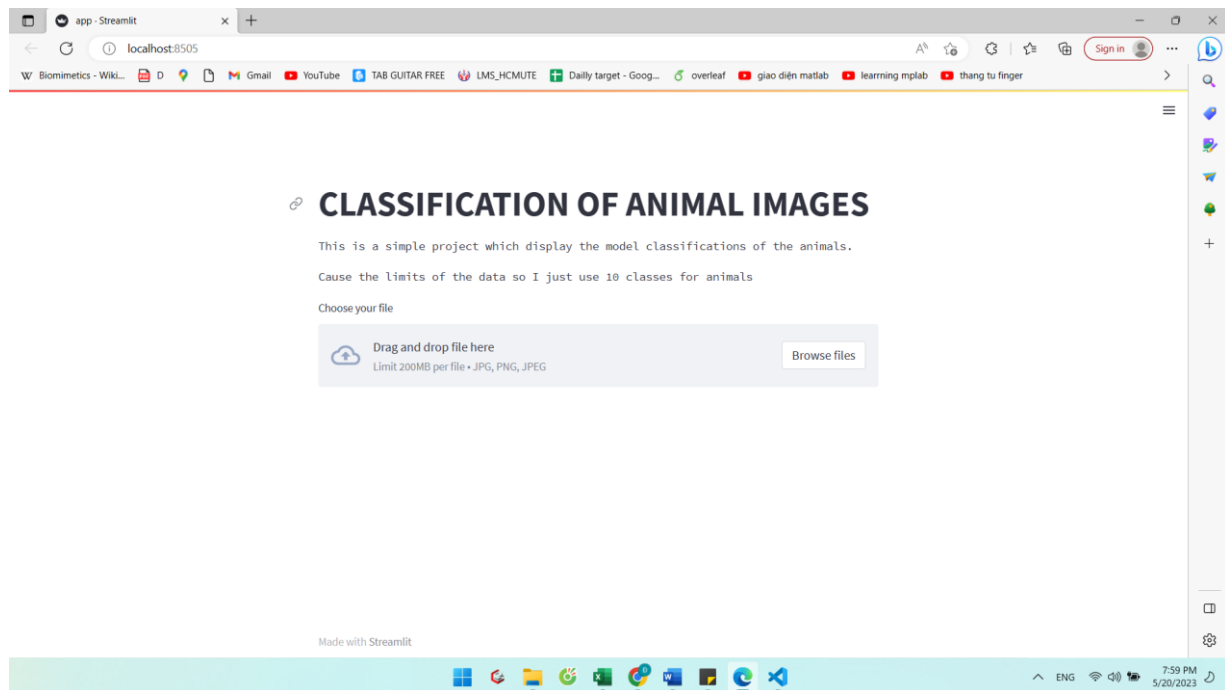 app · Streamlit
localhost:8505
Sign in
W Biomimetics - Wiki... D Gmail YouTube TAB GUITAR FREE LMS_HCMUTE Dailly target - Goog... overleaf giao diện matlab learrning mplab thang tu finger
CLASSIFICATION OF ANIMAL IMAGES
This is a simple project which display the model classifications of the animals.
Cause the limits of the data so I just use 10 classes for animals
Choose your file
Drag and drop file here
Limit 200MB per file • JPG, PNG, JPEG
Browse files
Made with Streamlit
ENG
7:59 PM
5/20/2023